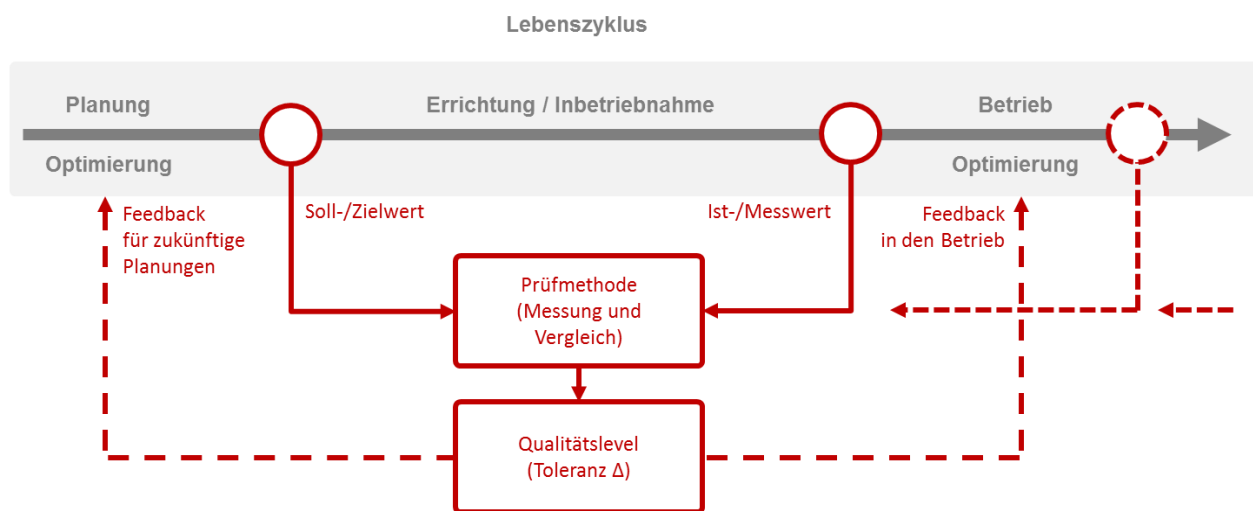 Lebenszyklus
Planung
Errichtung / Inbetriebnahme
Betrieb
Optimierung
Optimierung
Feedback
für zukünftige
Planungen
Soll-/Zielwert
Ist-/Messwert
Feedback
in den Betrieb
Prüfmethode
(Messung und
Vergleich)
Qualitätslevel
(Toleranz Δ)